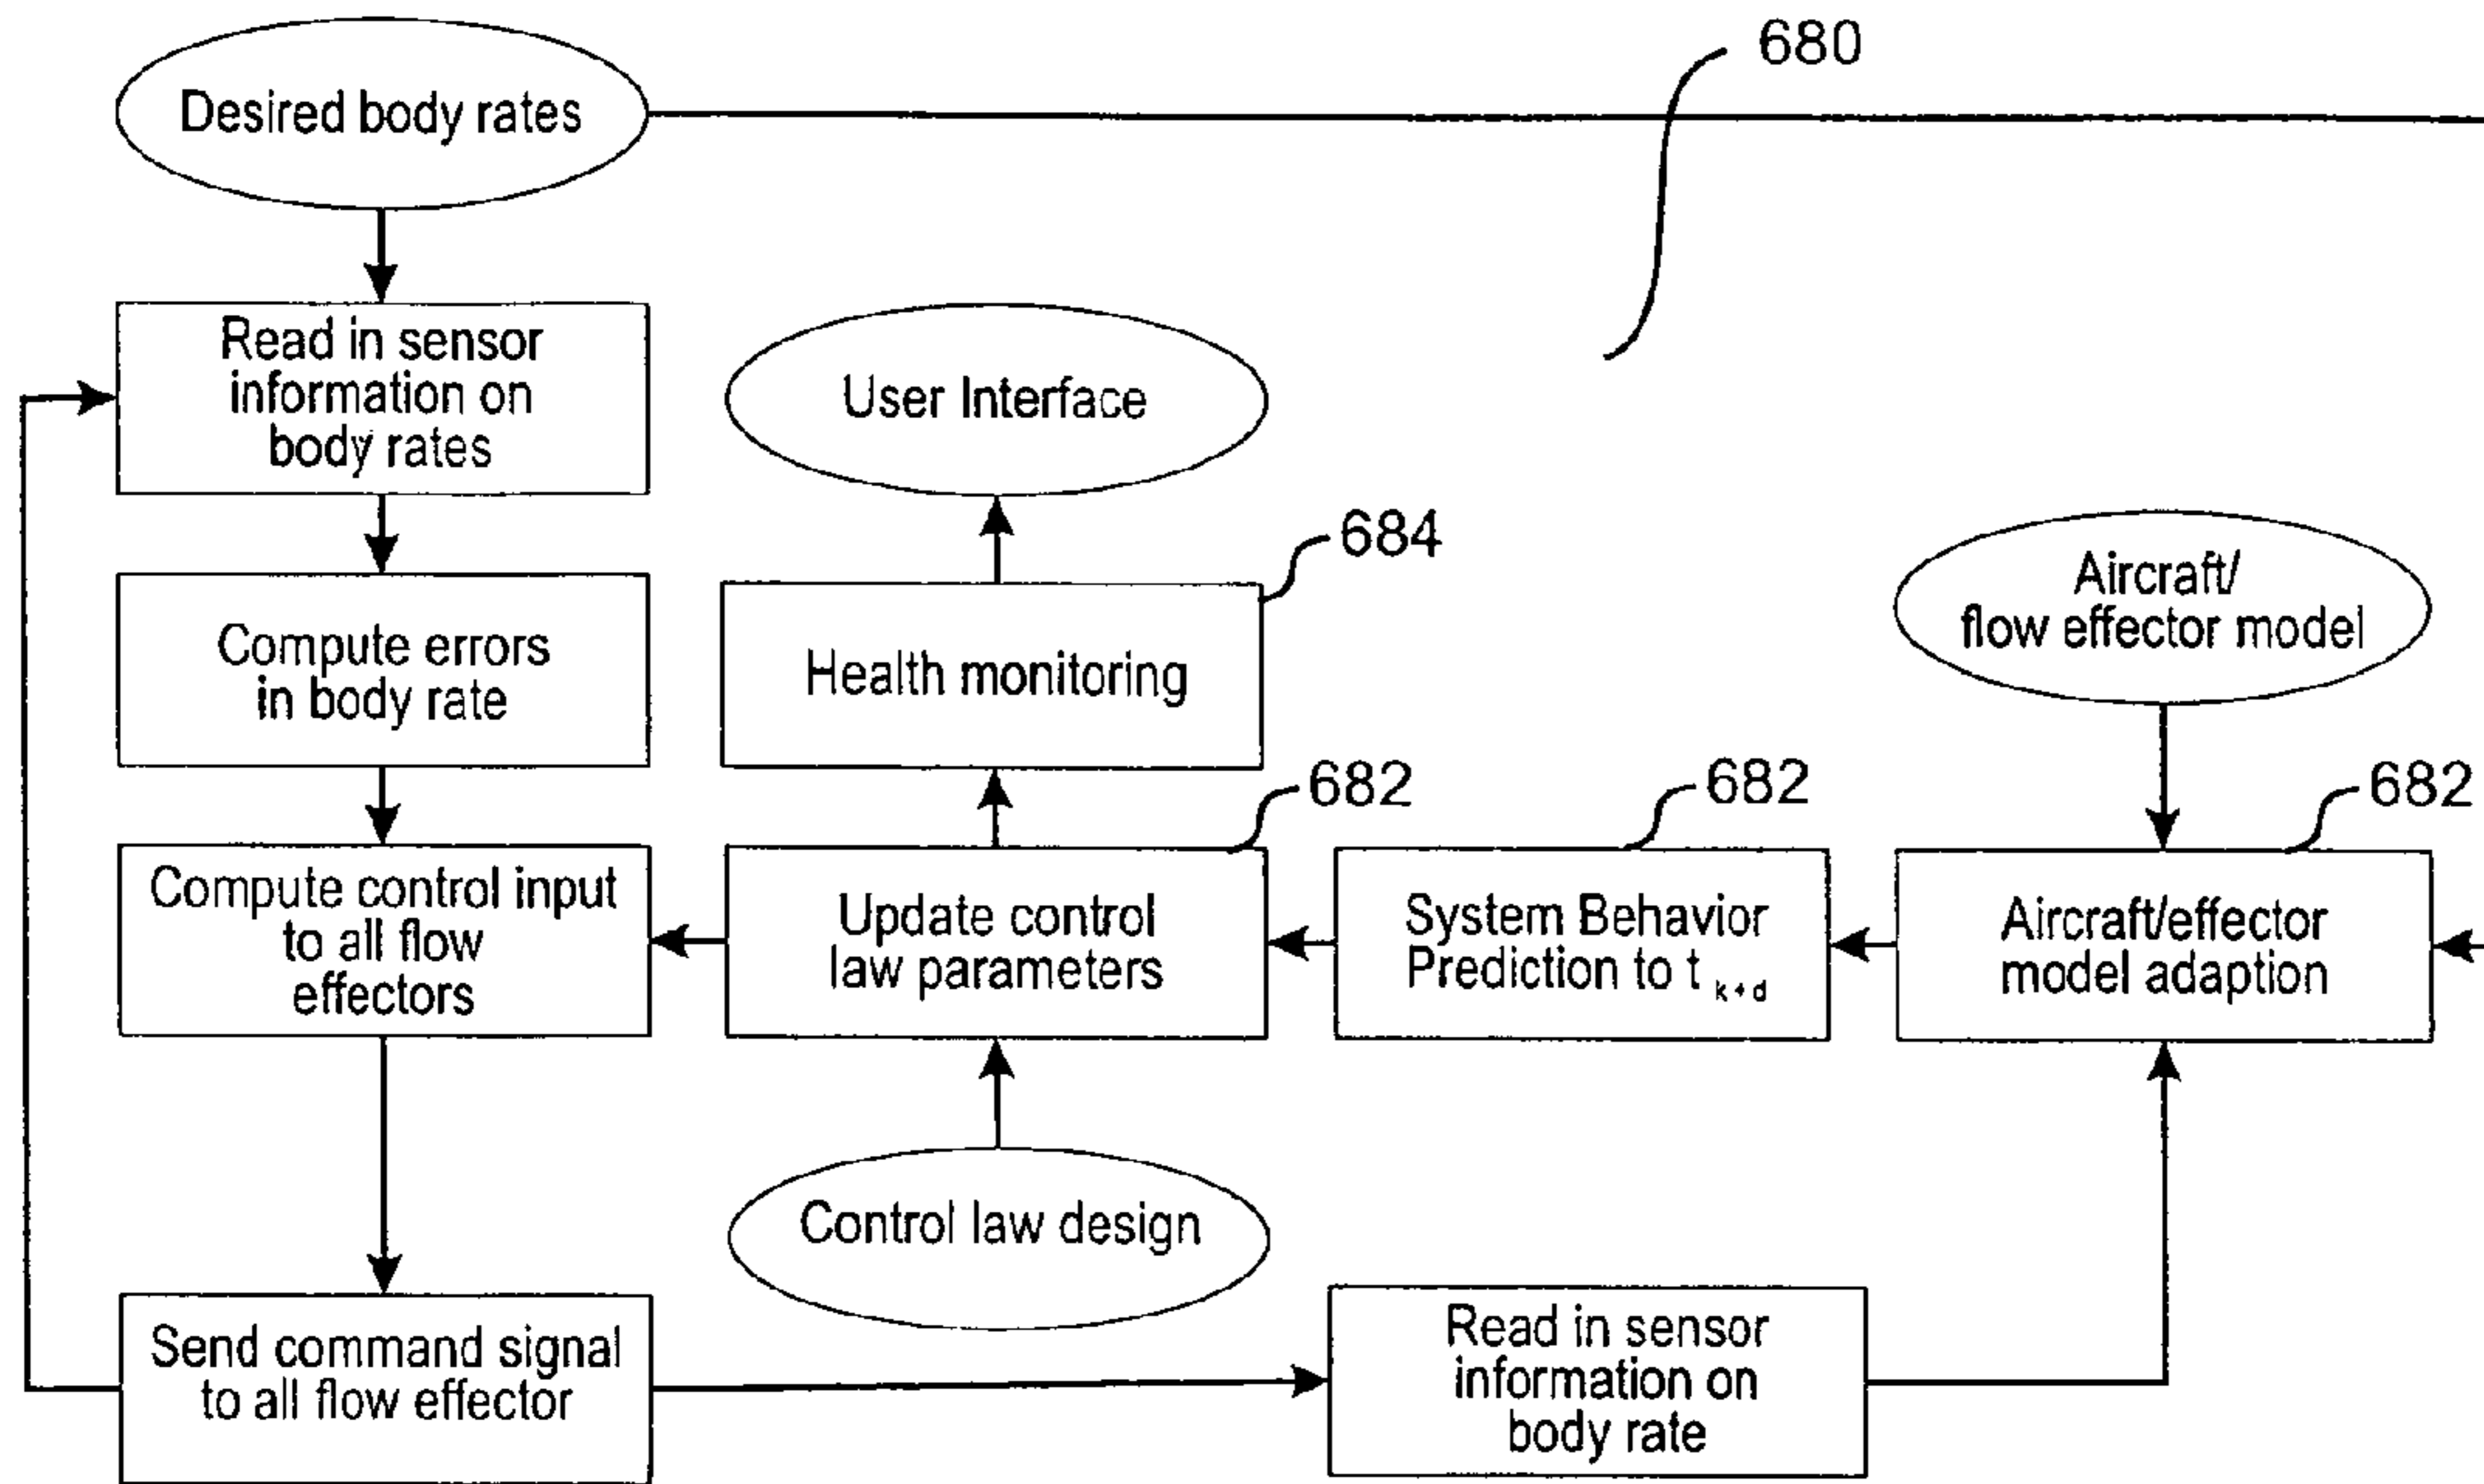 Desired body rates
680
Read in sensor
information on
body rates
User Interface
684
Aircraft/
flow effector model
Compute errors
in body rate
Health monitoring
682
682
682
Compute control input
to all flow
effectors
Update control
law parameters
System Behavior
Prediction to t k+d
Aircraft/effector
model adaption
Control law design
Send command signal
to all flow effector
Read in sensor
information on
body rate